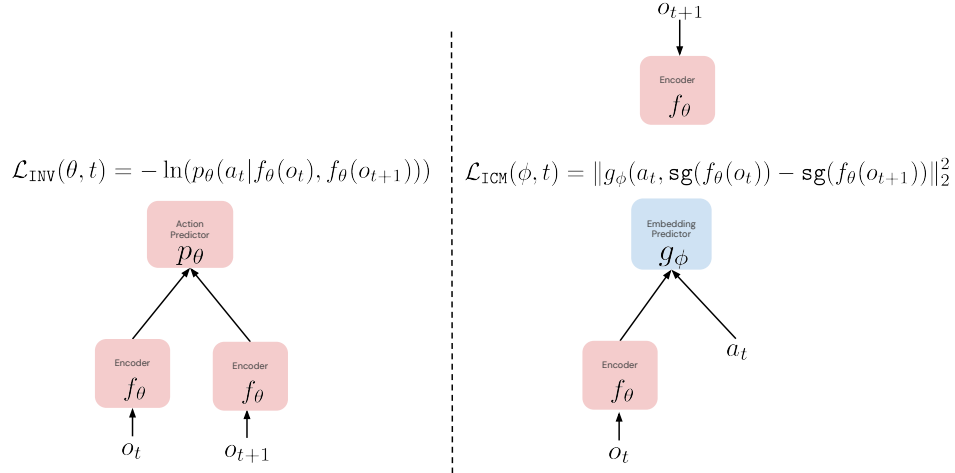 𝓛_INV(θ, t) = − ln(p_θ(a_t|f_θ(o_t), f_θ(o_{t+1})))
Action
Predictor
p_θ
Encoder
f_θ
Encoder
f_θ
o_t
o_{t+1}
o_{t+1}
Encoder
f_θ
𝓛_ICM(ϕ, t) = ‖g_ϕ(a_t, sg(f_θ(o_t)) − sg(f_θ(o_{t+1}))‖_2^2
Embedding
Predictor
g_ϕ
a_t
Encoder
f_θ
o_t